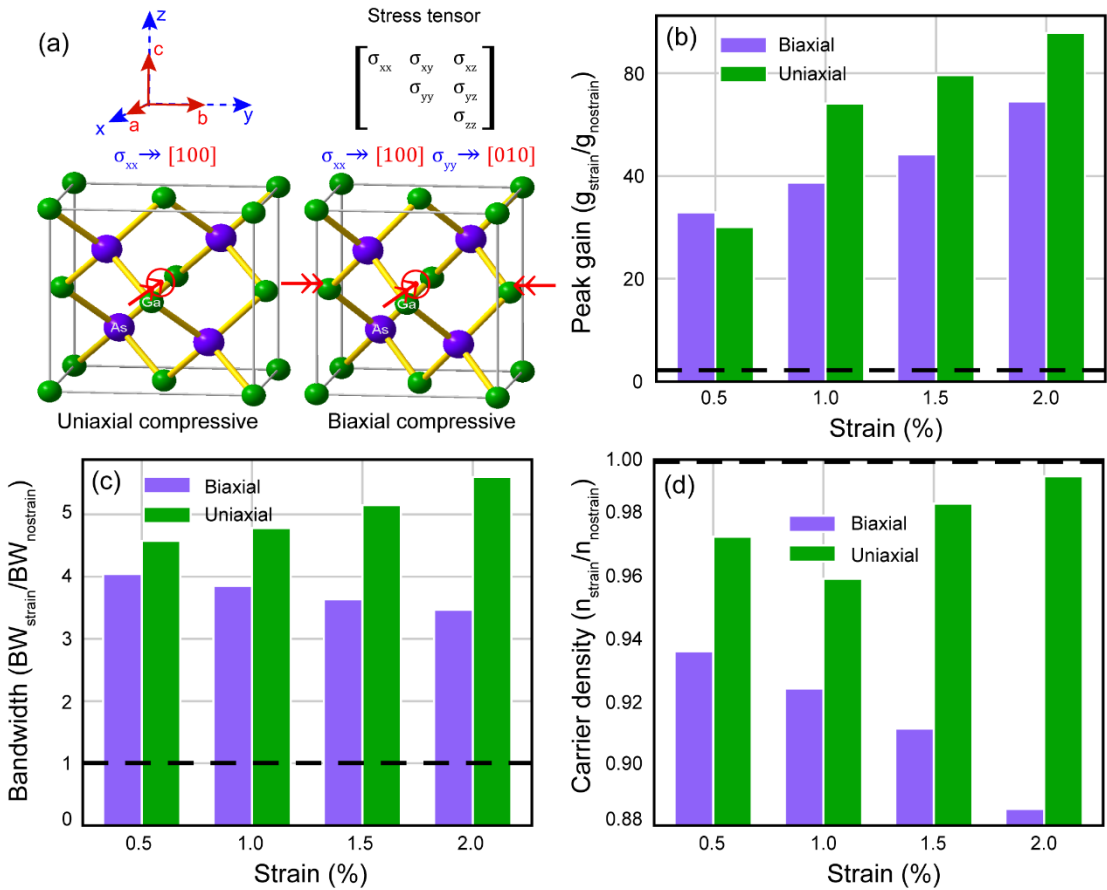 (a)
z
c
x
a
b
y
Stress tensor
σxx σxy σxz
σyy σyz
σzz
σxx → [100]
σxx → [100] σyy → [010]
Ga
As
Ga
As
Uniaxial compressive
Biaxial compressive
(b)
Biaxial
Uniaxial
Peak gain (gstrain/gnostrain)
80
40
20
0
0.5 1.0 1.5 2.0
Strain (%)
(c)
Biaxial
Uniaxial
Bandwidth (BWstrain/BWnostrain)
5
4
3
2
1
0
0.5 1.0 1.5 2.0
Strain (%)
(d)
Biaxial
Uniaxial
Carrier density (nstrain/nnostrain)
1.00
0.98
0.96
0.94
0.92
0.90
0.88
0.5 1.0 1.5 2.0
Strain (%)